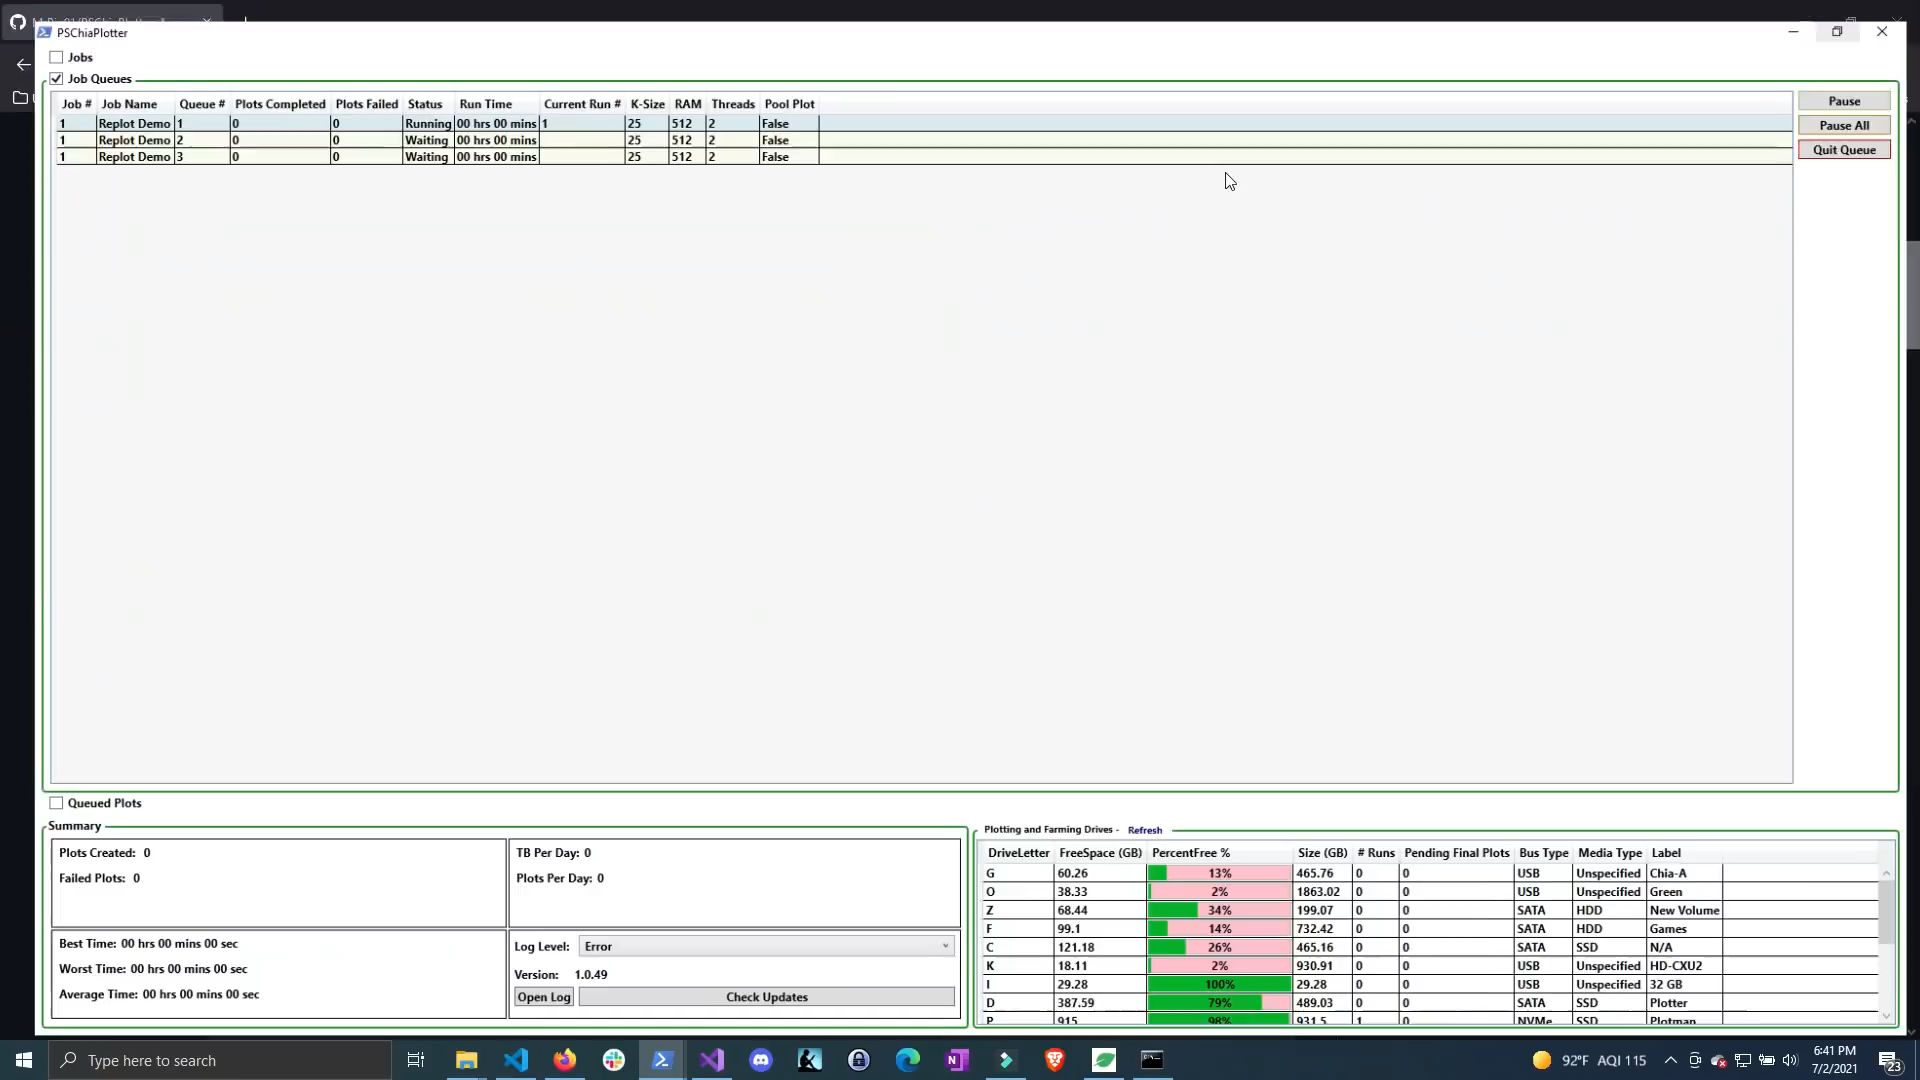 PSChiaPlotter
Jobs
Job Queues
Job # Job Name Queue # Plots Completed Plots Failed Status Run Time Current Run # K-Size RAM Threads Pool Plot
1 Replot Demo 1 0 0 Running 00 hrs 00 mins 1 25 512 2 False
1 Replot Demo 2 0 0 Waiting 00 hrs 00 mins 25 512 2 False
1 Replot Demo 3 0 0 Waiting 00 hrs 00 mins 25 512 2 False
Pause
Pause All
Quit Queue
Queued Plots
Summary
Plots Created: 0
Failed Plots: 0
TB Per Day: 0
Plots Per Day: 0
Best Time: 00 hrs 00 mins 00 sec
Worst Time: 00 hrs 00 mins 00 sec
Average Time: 00 hrs 00 mins 00 sec
Log Level: Error
Version: 1.0.49
Open Log Check Updates
Plotting and Farming Drives - Refresh
DriveLetter FreeSpace (GB) PercentFree % Size (GB) # Runs Pending Final Plots Bus Type Media Type Label
G 60.26 13% 465.76 0 0 USB Unspecified Chia-A
O 38.33 2% 1863.02 0 0 USB Unspecified Green
Z 68.44 34% 199.07 0 0 SATA HDD New Volume
F 99.1 14% 732.42 0 0 SATA HDD Games
C 121.18 26% 465.16 0 0 SATA SSD N/A
K 18.11 2% 930.91 0 0 USB Unspecified HD-CXU2
I 29.28 100% 29.28 0 0 USB Unspecified 32 GB
D 387.59 79% 489.03 0 0 SATA SSD Plotter
P 915 98% 931.5 1 0 NVMe SSD Plotman
Type here to search
92°F AQI 115
6:41 PM
7/2/2021
23